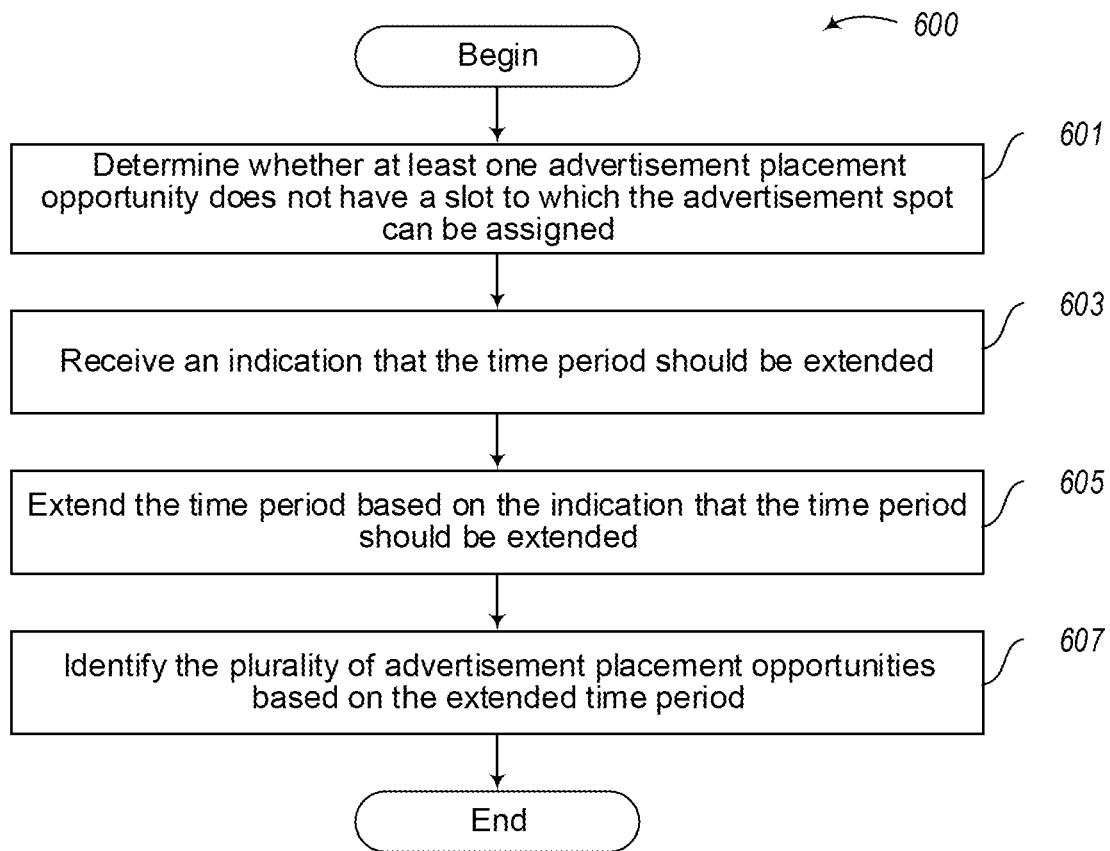 600
Begin
601
Determine whether at least one advertisement placement
opportunity does not have a slot to which the advertisement spot
can be assigned
603
Receive an indication that the time period should be extended
605
Extend the time period based on the indication that the time period
should be extended
607
Identify the plurality of advertisement placement opportunities
based on the extended time period
End